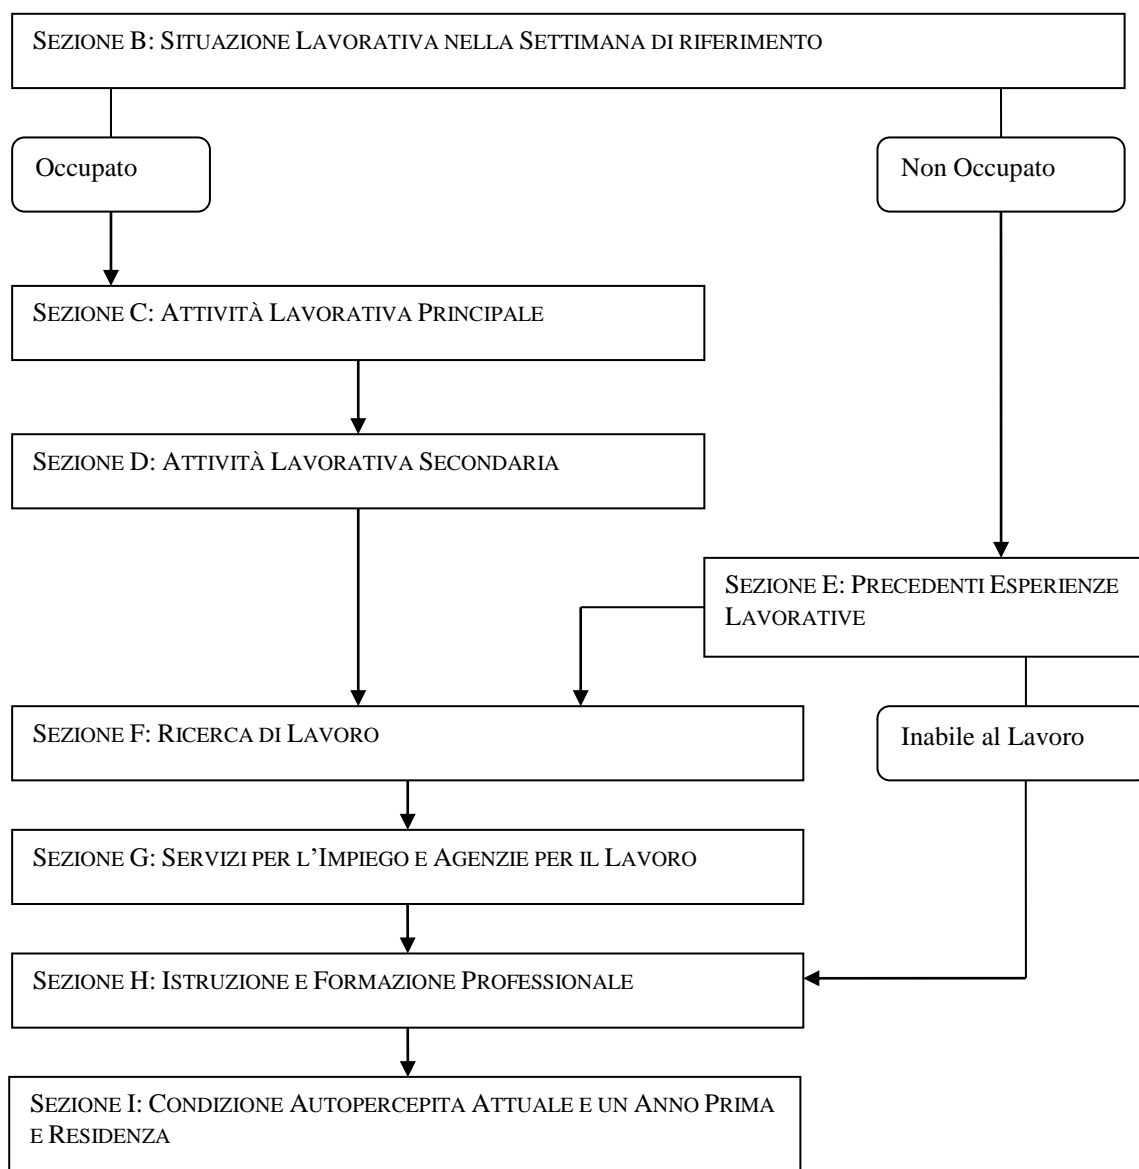 SEZIONE B: SITUAZIONE LAVORATIVA NELLA SETTIMANA DI RIFERIMENTO
Occupato
Non Occupato
SEZIONE C: ATTIVITÀ LAVORATIVA PRINCIPALE
SEZIONE D: ATTIVITÀ LAVORATIVA SECONDARIA
SEZIONE E: PRECEDENTI ESPERIENZE
LAVORATIVE
SEZIONE F: RICERCA DI LAVORO
Inabile al Lavoro
SEZIONE G: SERVIZI PER L’IMPIEGO E AGENZIE PER IL LAVORO
SEZIONE H: ISTRUZIONE E FORMAZIONE PROFESSIONALE
SEZIONE I: CONDIZIONE AUTOPERCEPITA ATTUALE E UN ANNO PRIMA
E RESIDENZA